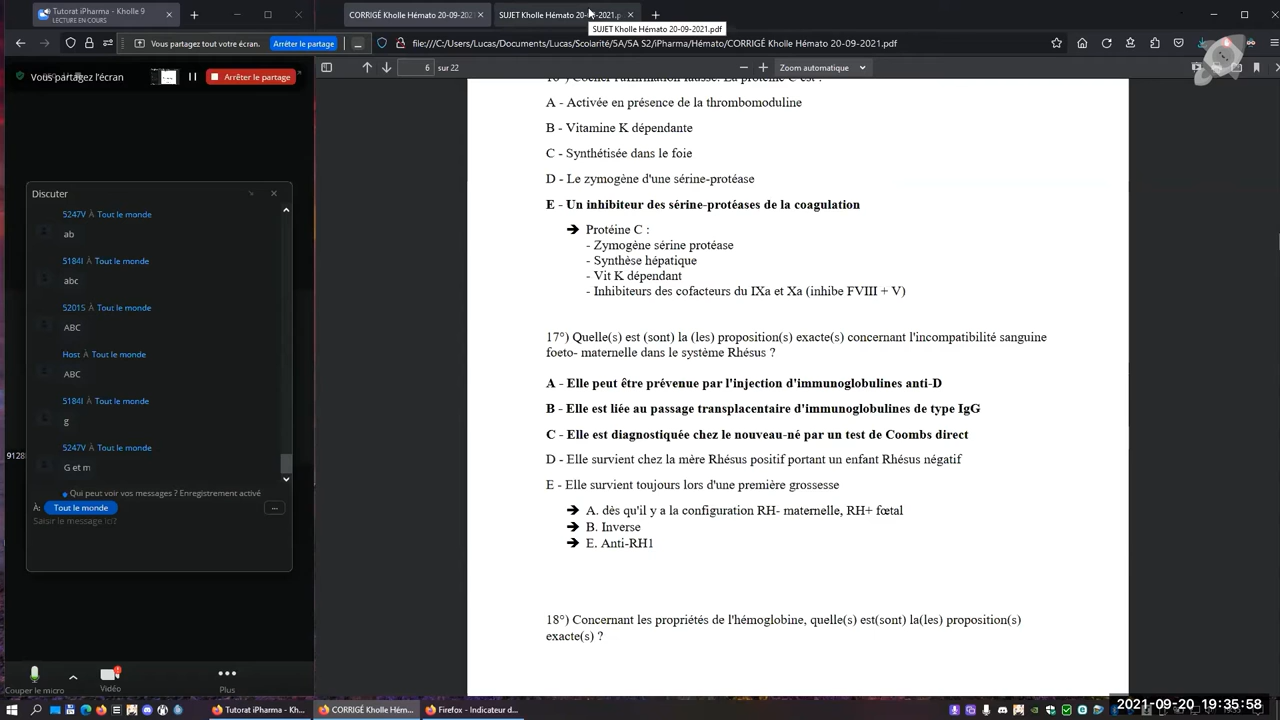 Tutorat iPharma - Kholle 9
LECTURE EN COURS
CORRIGÉ Kholle Hémato 20-09-2021
SUJET Kholle Hémato 20-09-2021.p
SUJET Kholle Hémato 20-09-2021.pdf
Vous partagez tout l'écran.
Arrêter le partage
file:///C:/Users/Lucas/Documents/Lucas/Scolarité/5A/5A S2/iPharma/Hémato/CORRIGÉ Kholle Hémato 20-09-2021.pdf
Vous partagez l'écran
Arrêter le partage
6 sur 22
Zoom automatique
A - Activée en présence de la thrombomoduline
B - Vitamine K dépendante
C - Synthétisée dans le foie
D - Le zymogène d'une sérine-protéase
E - Un inhibiteur des sérine-protéases de la coagulation
➔ Protéine C :
- Zymogène sérine protéase
- Synthèse hépatique
- Vit K dépendant
- Inhibiteurs des cofacteurs du IXa et Xa (inhibe FVIII + V)
17°) Quelle(s) est (sont) la (les) proposition(s) exacte(s) concernant l'incompatibilité sanguine
foeto- maternelle dans le système Rhésus ?
A - Elle peut être prévenue par l'injection d'immunoglobulines anti-D
B - Elle est liée au passage transplacentaire d'immunoglobulines de type IgG
C - Elle est diagnostiquée chez le nouveau-né par un test de Coombs direct
D - Elle survient chez la mère Rhésus positif portant un enfant Rhésus négatif
E - Elle survient toujours lors d'une première grossesse
➔ A. dès qu'il y a la configuration RH- maternelle, RH+ fœtal
➔ B. Inverse
➔ E. Anti-RH1
18°) Concernant les propriétés de l'hémoglobine, quelle(s) est(sont) la(les) proposition(s)
exacte(s) ?
Discuter
5247V À Tout le monde
ab
5184I À Tout le monde
abc
52015 À Tout le monde
ABC
Host À Tout le monde
ABC
5184I À Tout le monde
g
5247V À Tout le monde
G et m
9128
Qui peut voir vos messages ? Enregistrement activé
À: Tout le monde
...
Saisir le message ici?
Couper le micro
Vidéo
Plus
Tutorat iPharma - Kh...
CORRIGÉ Kholle Hém...
Firefox - Indicateur d...
2021-09-20 19:35:58